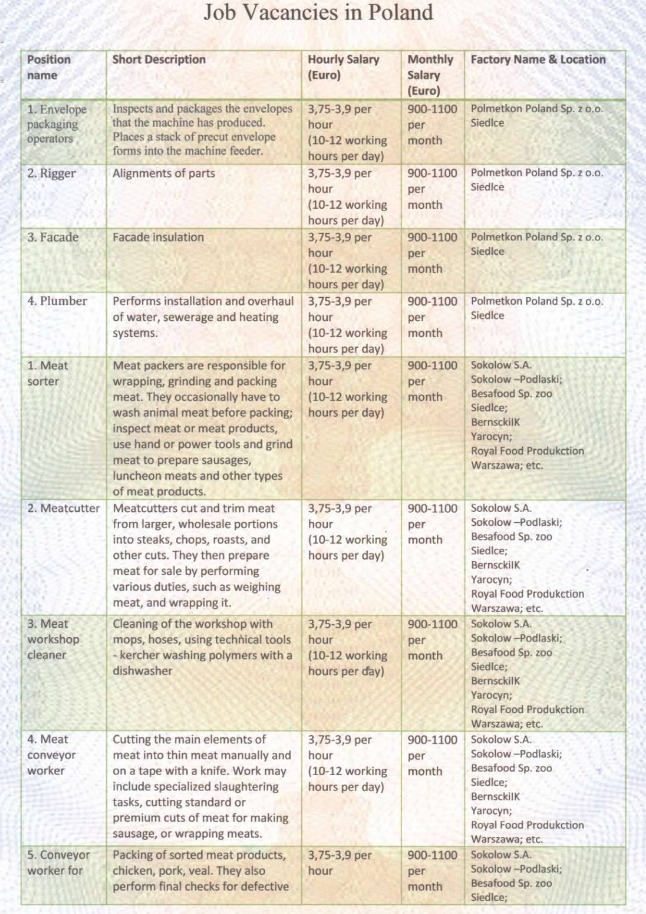 Job Vacancies in Poland
Position name
Short Description
Hourly Salary (Euro)
Monthly Salary (Euro)
Factory Name & Location
1. Envelope
packaging
operators
Inspects and packages the envelopes
that the machine has produced.
Places a stack of precut envelope
forms into the machine feeder.
3,75-3,9 per
hour
(10-12 working
hours per day)
900-1100
per
month
Polmetkon Poland Sp. z o.o.
Siedlce
2. Rigger
Alignments of parts
3,75-3,9 per
hour
(10-12 working
hours per day)
900-1100
per
month
Polmetkon Poland Sp. z o.o.
Siedlce
3. Facade
Facade insulation
3,75-3,9 per
hour
(10-12 working
hours per day)
900-1100
per
month
Polmetkon Poland Sp. z o.o.
Siedlce
4. Plumber
Performs installation and overhaul
of water, sewerage and heating
systems.
3,75-3,9 per
hour
(10-12 working
hours per day)
900-1100
per
month
Polmetkon Poland Sp. z o.o.
Siedlce
1. Meat
sorter
Meat packers are responsible for
wrapping, grinding and packing
meat. They occasionally have to
wash animal meat before packing;
inspect meat or meat products,
use hand or power tools and grind
meat to prepare sausages,
luncheon meats and other types
of meat products.
3,75-3,9 per
hour
(10-12 working
hours per day)
900-1100
per
month
Sokolow S.A.
Sokolow –Podlaski;
Besafood Sp. zoo
Siedlce;
BernsckilK
Yarocyn;
Royal Food Produkction
Warszawa; etc.
2. Meatcutter
Meatcutters cut and trim meat
from larger, wholesale portions
into steaks, chops, roasts, and
other cuts. They then prepare
meat for sale by performing
various duties, such as weighing
meat, and wrapping it.
3,75-3,9 per
hour
(10-12 working
hours per day)
900-1100
per
month
Sokolow S.A.
Sokolow –Podlaski;
Besafood Sp. zoo
Siedlce;
BernsckilK
Yarocyn;
Royal Food Produkction
Warszawa; etc.
3. Meat
workshop
cleaner
Cleaning of the workshop with
mops, hoses, using technical tools
- kercher washing polymers with a
dishwasher
3,75-3,9 per
hour
(10-12 working
hours per day)
900-1100
per
month
Sokolow S.A.
Sokolow –Podlaski;
Besafood Sp. zoo
Siedlce;
BernsckilK
Yarocyn;
Royal Food Produkction
Warszawa; etc.
4. Meat
conveyor
worker
Cutting the main elements of
meat into thin meat manually and
on a tape with a knife. Work may
include specialized slaughtering
tasks, cutting standard or
premium cuts of meat for making
sausage, or wrapping meats.
3,75-3,9 per
hour
(10-12 working
hours per day)
900-1100
per
month
Sokolow S.A.
Sokolow –Podlaski;
Besafood Sp. zoo
Siedlce;
BernsckilK
Yarocyn;
Royal Food Produkction
Warszawa; etc.
5. Conveyor
worker for
Packing of sorted meat products,
chicken, pork, veal. They also
perform final checks for defective
3,75-3,9 per
hour
900-1100
per
month
Sokolow S.A.
Sokolow –Podlaski;
Besafood Sp. zoo
Siedlce;